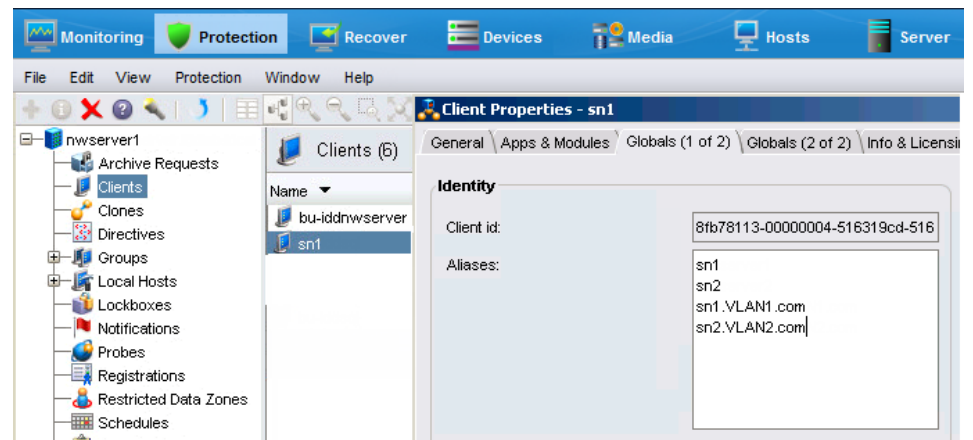 Monitoring Protection Recover Devices Media Hosts Server
File Edit View Protection Window Help
Client Properties - sn1
nwserver1
Archive Requests
Clients
Clones
Directives
Groups
Local Hosts
Lockboxes
Notifications
Probes
Registrations
Restricted Data Zones
Schedules
Clients (6)
Name
bu-iddnwserver
sn1
General Apps & Modules Globals (1 of 2) Globals (2 of 2) Info & Licensi
Identity
Client id: 8fb78113-00000004-516319cd-516
Aliases:
sn1
sn2
sn1.VLAN1.com
sn2.VLAN2.com